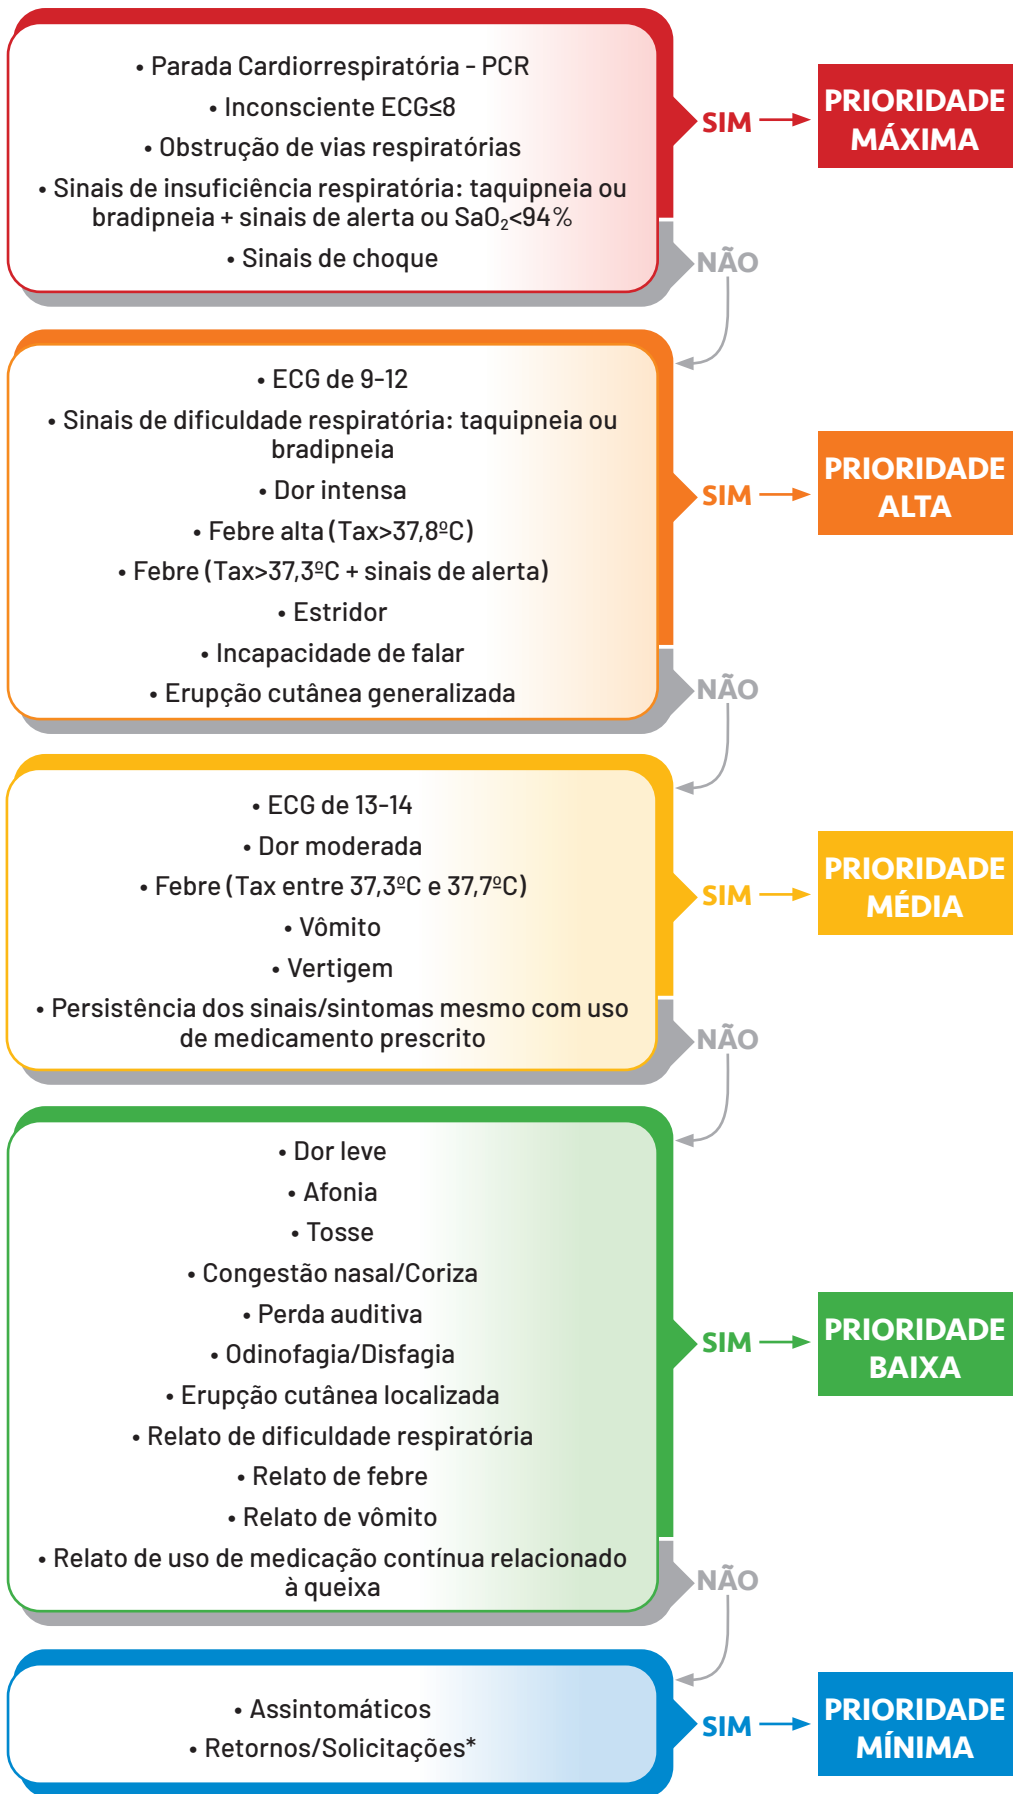 • Parada Cardiorrespiratória - PCR
• Inconsciente ECG≤8
• Obstrução de vias respiratórias
• Sinais de insuficiência respiratória: taquipneia ou
bradipneia + sinais de alerta ou SaO₂<94%
• Sinais de choque
SIM
PRIORIDADE
MÁXIMA
NÃO
• ECG de 9-12
• Sinais de dificuldade respiratória: taquipneia ou
bradipneia
• Dor intensa
• Febre alta (Tax>37,8ºC)
• Febre (Tax>37,3ºC + sinais de alerta)
• Estridor
• Incapacidade de falar
• Erupção cutânea generalizada
SIM
PRIORIDADE
ALTA
NÃO
• ECG de 13-14
• Dor moderada
• Febre (Tax entre 37,3ºC e 37,7ºC)
• Vômito
• Vertigem
• Persistência dos sinais/sintomas mesmo com uso
de medicamento prescrito
SIM
PRIORIDADE
MÉDIA
NÃO
• Dor leve
• Afonia
• Tosse
• Congestão nasal/Coriza
• Perda auditiva
• Odinofagia/Disfagia
• Erupção cutânea localizada
• Relato de dificuldade respiratória
• Relato de febre
• Relato de vômito
• Relato de uso de medicação contínua relacionado
à queixa
SIM
PRIORIDADE
BAIXA
NÃO
• Assintomáticos
• Retornos/Solicitações*
SIM
PRIORIDADE
MÍNIMA